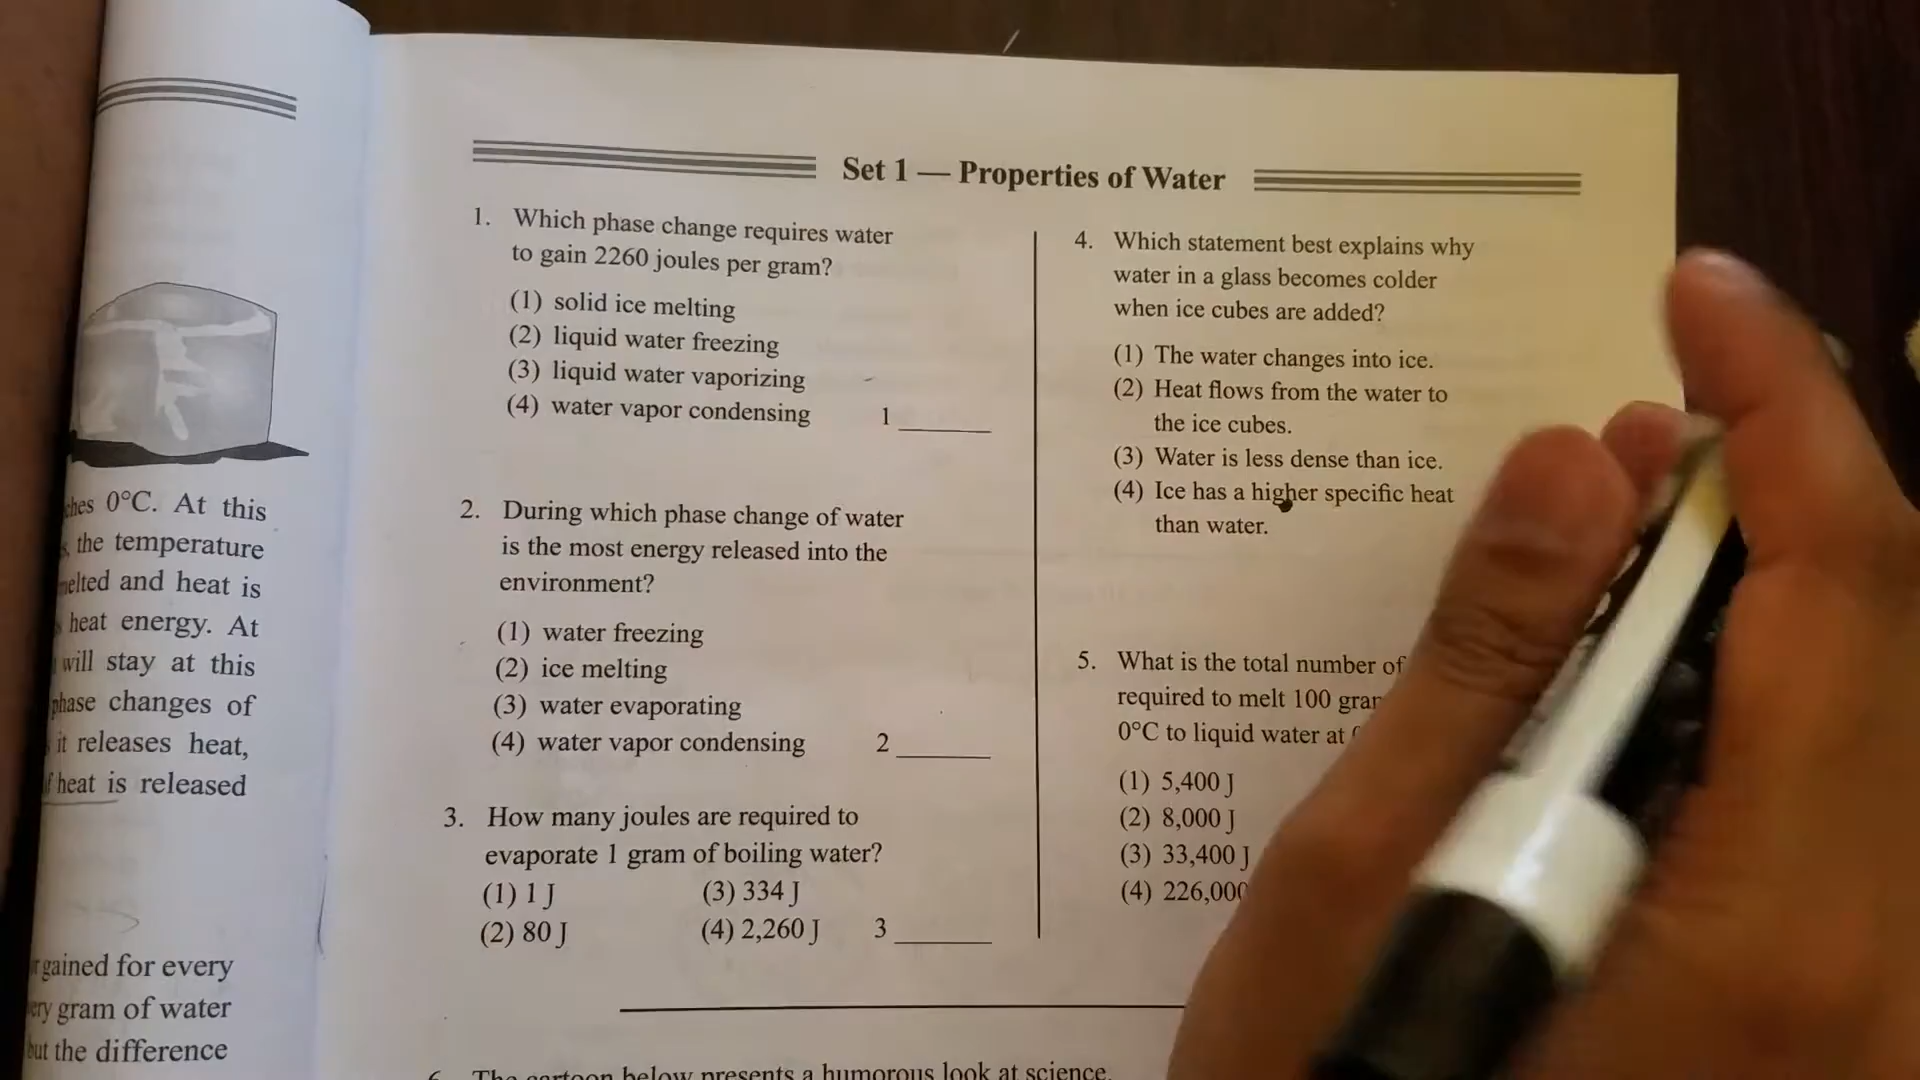 ches 0°C. At this
the temperature
melted and heat is
heat energy. At
will stay at this
phase changes of
it releases heat,
heat is released
gained for every
gram of water
but the difference
Set 1 — Properties of Water
1. Which phase change requires water
to gain 2260 joules per gram?
(1) solid ice melting
(2) liquid water freezing
(3) liquid water vaporizing
(4) water vapor condensing 1
2. During which phase change of water
is the most energy released into the
environment?
(1) water freezing
(2) ice melting
(3) water evaporating
(4) water vapor condensing 2
3. How many joules are required to
evaporate 1 gram of boiling water?
(1) 1 J (3) 334 J
(2) 80 J (4) 2,260 J 3
4. Which statement best explains why
water in a glass becomes colder
when ice cubes are added?
(1) The water changes into ice.
(2) Heat flows from the water to
the ice cubes.
(3) Water is less dense than ice.
(4) Ice has a higher specific heat
than water.
5. What is the total number of
required to melt 100
0°C to liquid water at
(1) 5,400 J
(2) 8,000 J
(3) 33,400 J
(4) 226,000
The cartoon below presents a humorous look at science.